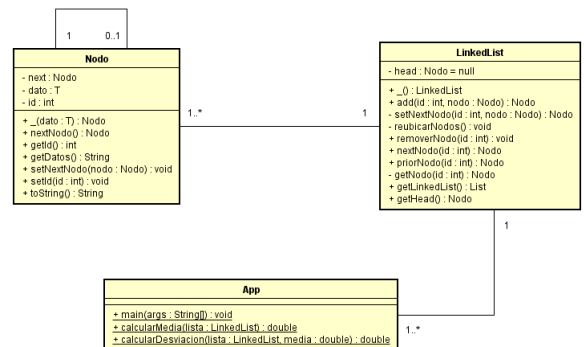 1 0..1
Nodo
- next : Nodo
- dato : T
- id : int
+ _(dato : T) : Nodo
+ nextNodo() : Nodo
+ getId() : int
+ getDatos() : String
+ setNextNodo(nodo : Nodo) : void
+ setId(id : int) : void
+ toString() : String
1..* 1
LinkedList
- head : Nodo = null
+ _() : LinkedList
+ add(id : int, nodo : Nodo) : Nodo
- setNextNodo(id : int, nodo : Nodo) : Nodo
- reubicarNodos() : void
+ removerNodo(id : int) : void
+ nextNodo(id : int) : Nodo
+ priorNodo(id : int) : Nodo
- getNodo(id : int) : Nodo
+ getLinkedList() : List
+ getHead() : Nodo
1
App
+ main(args : String[]) : void
+ calcularMedia(lista : LinkedList) : double
+ calcularDesviacion(lista : LinkedList, media : double) : double
1..*